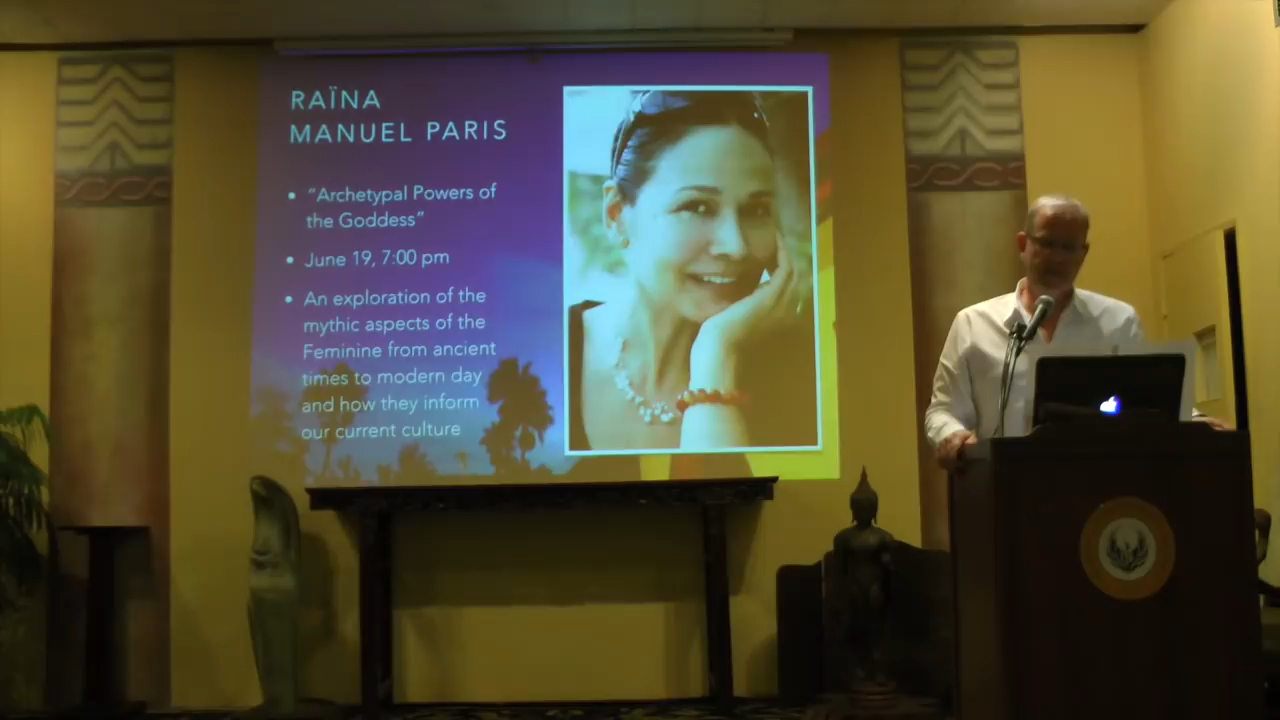 RAÏNA
MANUEL PARIS
• “Archetypal Powers of
the Goddess”
• June 19, 7:00 pm
• An exploration of the
mythic aspects of the
Feminine from ancient
times to modern day
and how they inform
our current culture